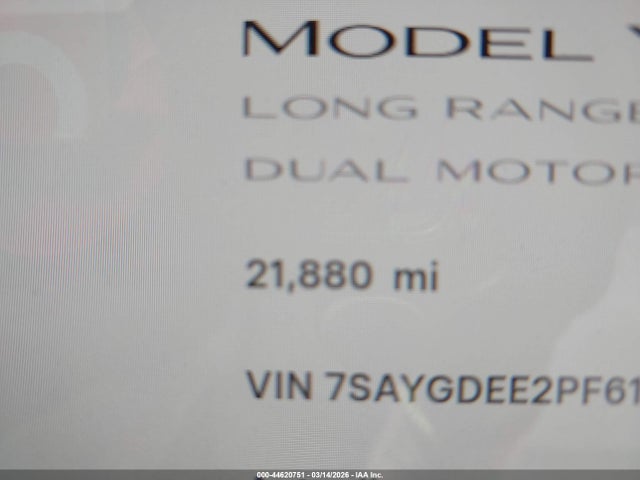 MODEL Y
LONG RANGE
DUAL MOTOR
21,880 mi
VIN 7SAYGDEE2PF61
000-44620751 - 03/14/2026 - IAA Inc.